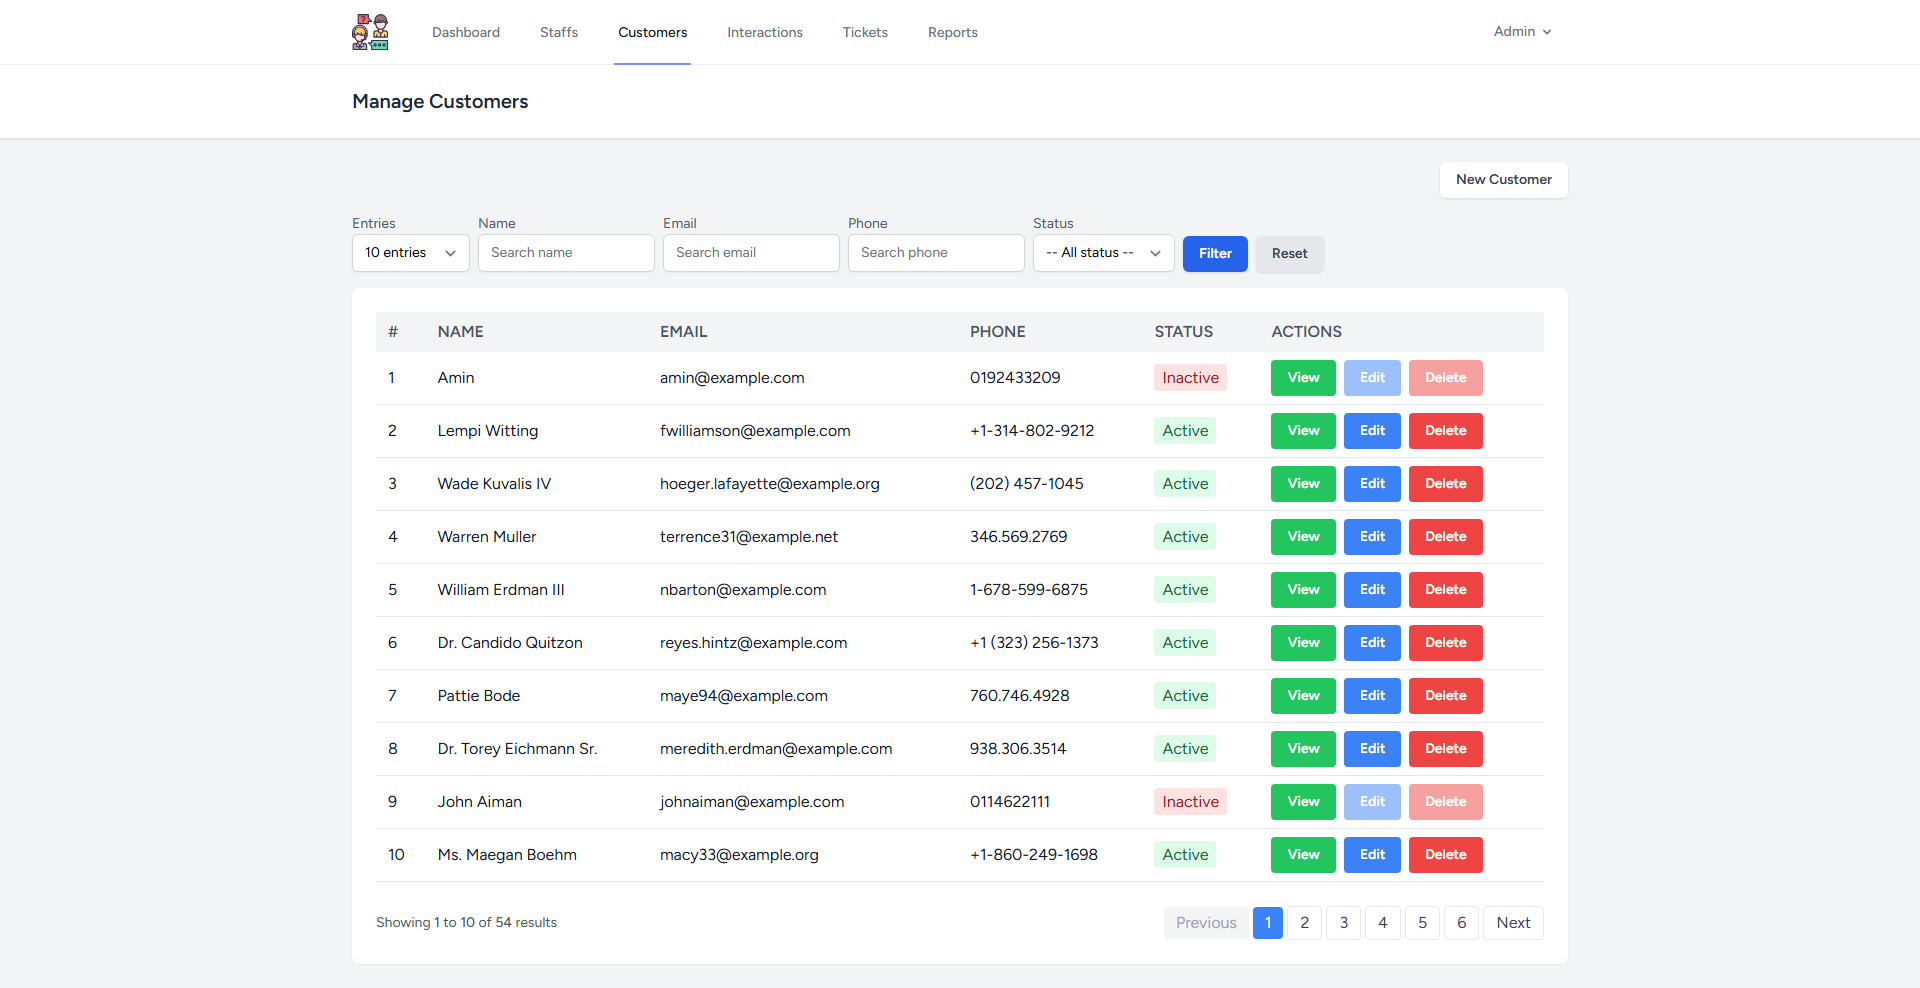 Dashboard Staffs Customers Interactions Tickets Reports Admin
Manage Customers
New Customer
Entries Name Email Phone Status
10 entries Search name Search email Search phone -- All status -- Filter Reset
# NAME EMAIL PHONE STATUS ACTIONS
1 Amin amin@example.com 0192433209 Inactive View Edit Delete
2 Lempi Witting fwilliamson@example.com +1-314-802-9212 Active View Edit Delete
3 Wade Kuvalis IV hoeger.lafayette@example.org (202) 457-1045 Active View Edit Delete
4 Warren Muller terrence31@example.net 346.569.2769 Active View Edit Delete
5 William Erdman III nbarton@example.com 1-678-599-6875 Active View Edit Delete
6 Dr. Candido Quitzon reyes.hintz@example.com +1 (323) 256-1373 Active View Edit Delete
7 Pattie Bode maye94@example.com 760.746.4928 Active View Edit Delete
8 Dr. Torey Eichmann Sr. meredith.erdman@example.com 938.306.3514 Active View Edit Delete
9 John Aiman johnaiman@example.com 0114622111 Inactive View Edit Delete
10 Ms. Maegan Boehm macy33@example.org +1-860-249-1698 Active View Edit Delete
Showing 1 to 10 of 54 results Previous 1 2 3 4 5 6 Next